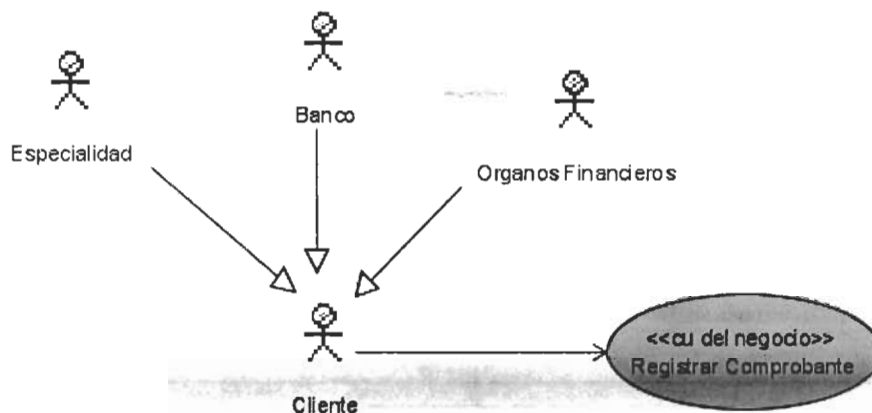 Banco
Especialidad
Organos Financieros
<<cu del negocio>>
Registrar Comprobante
Cliente